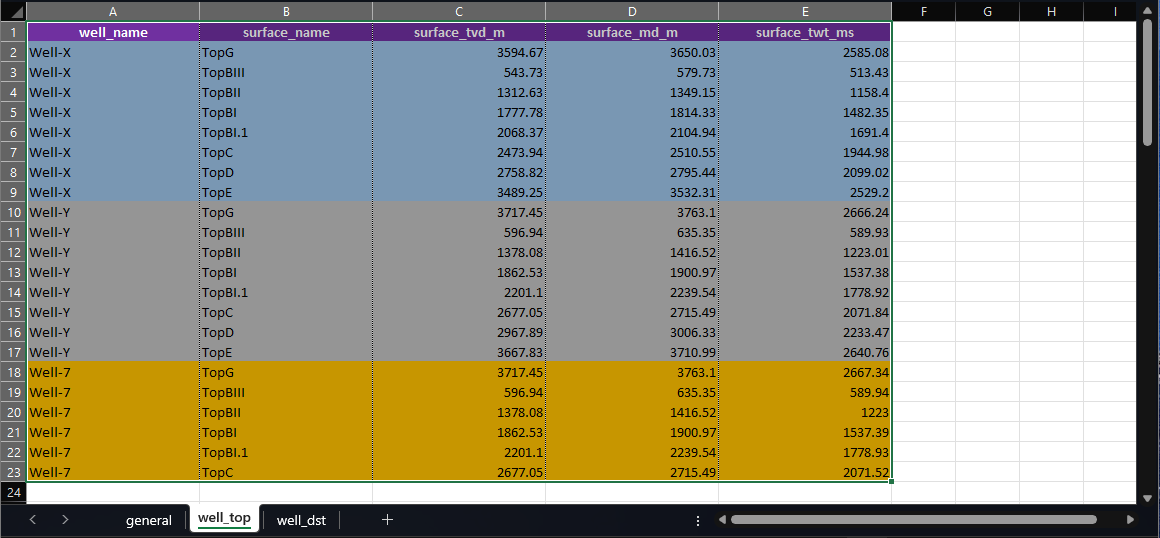 A B C D E F G H I
1 well_name surface_name surface_tvd_m surface_md_m surface_twt_ms
2 Well-X TopG 3594.67 3650.03 2585.08
3 Well-X TopBIII 543.73 579.73 513.43
4 Well-X TopBII 1312.63 1349.15 1158.4
5 Well-X TopBI 1777.78 1814.33 1482.35
6 Well-X TopBI.1 2068.37 2104.94 1691.4
7 Well-X TopC 2473.94 2510.55 1944.98
8 Well-X TopD 2758.82 2795.44 2099.02
9 Well-X TopE 3489.25 3532.31 2529.2
10 Well-Y TopG 3717.45 3763.1 2666.24
11 Well-Y TopBIII 596.94 635.35 589.93
12 Well-Y TopBII 1378.08 1416.52 1223.01
13 Well-Y TopBI 1862.53 1900.97 1537.38
14 Well-Y TopBI.1 2201.1 2239.54 1778.92
15 Well-Y TopC 2677.05 2715.49 2071.84
16 Well-Y TopD 2967.89 3006.33 2233.47
17 Well-Y TopE 3667.83 3710.99 2640.76
18 Well-7 TopG 3717.45 3763.1 2667.34
19 Well-7 TopBIII 596.94 635.35 589.94
20 Well-7 TopBII 1378.08 1416.52 1223
21 Well-7 TopBI 1862.53 1900.97 1537.39
22 Well-7 TopBI.1 2201.1 2239.54 1778.93
23 Well-7 TopC 2677.05 2715.49 2071.52
24
general well_top well_dst